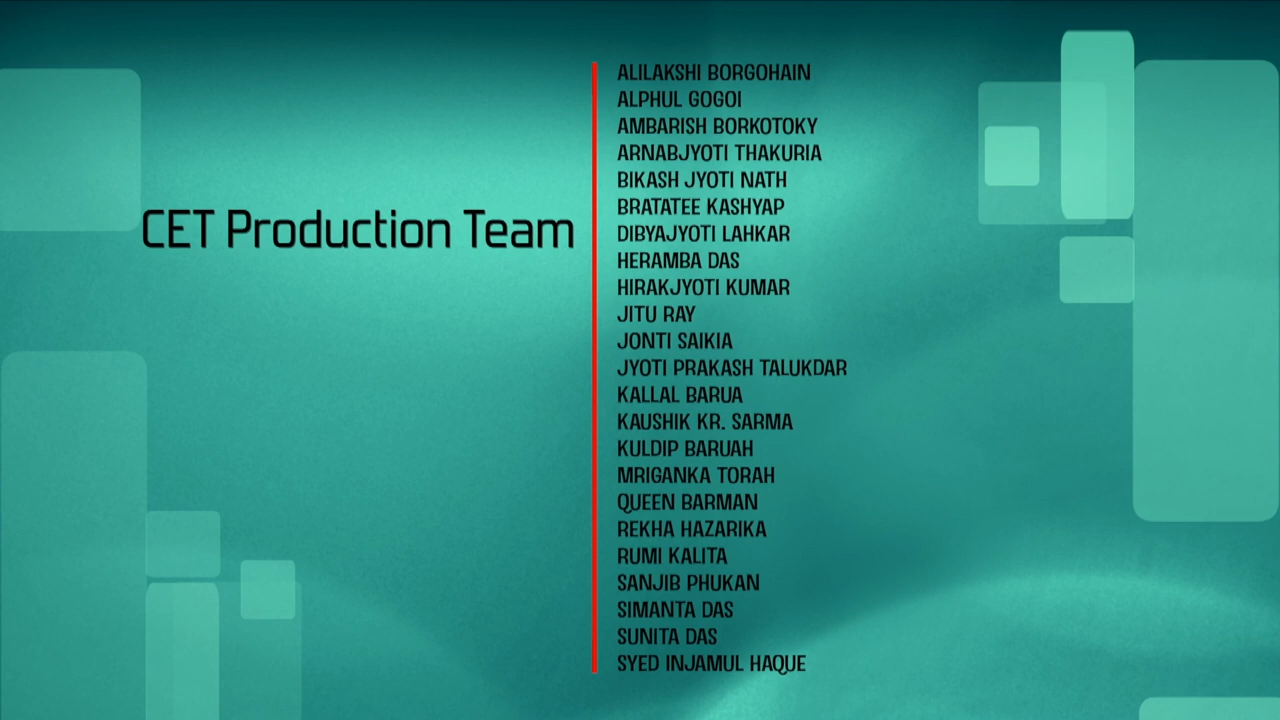 CET Production Team
ALILAKSHI BORGOHAIN
ALPHUL GOGOI
AMBARISH BORKOTOKY
ARNABJYOTI THAKURIA
BIKASH JYOTI NATH
BRATATEE KASHYAP
DIBYAJYOTI LAHKAR
HERAMBA DAS
HIRAKJYOTI KUMAR
JITU RAY
JONTI SAIKIA
JYOTI PRAKASH TALUKDAR
KALLAL BARUA
KAUSHIK KR. SARMA
KULDIP BARUAH
MRIGANKA TORAH
QUEEN BARMAN
REKHA HAZARIKA
RUMI KALITA
SANJIB PHUKAN
SIMANTA DAS
SUNITA DAS
SYED INJAMUL HAQUE